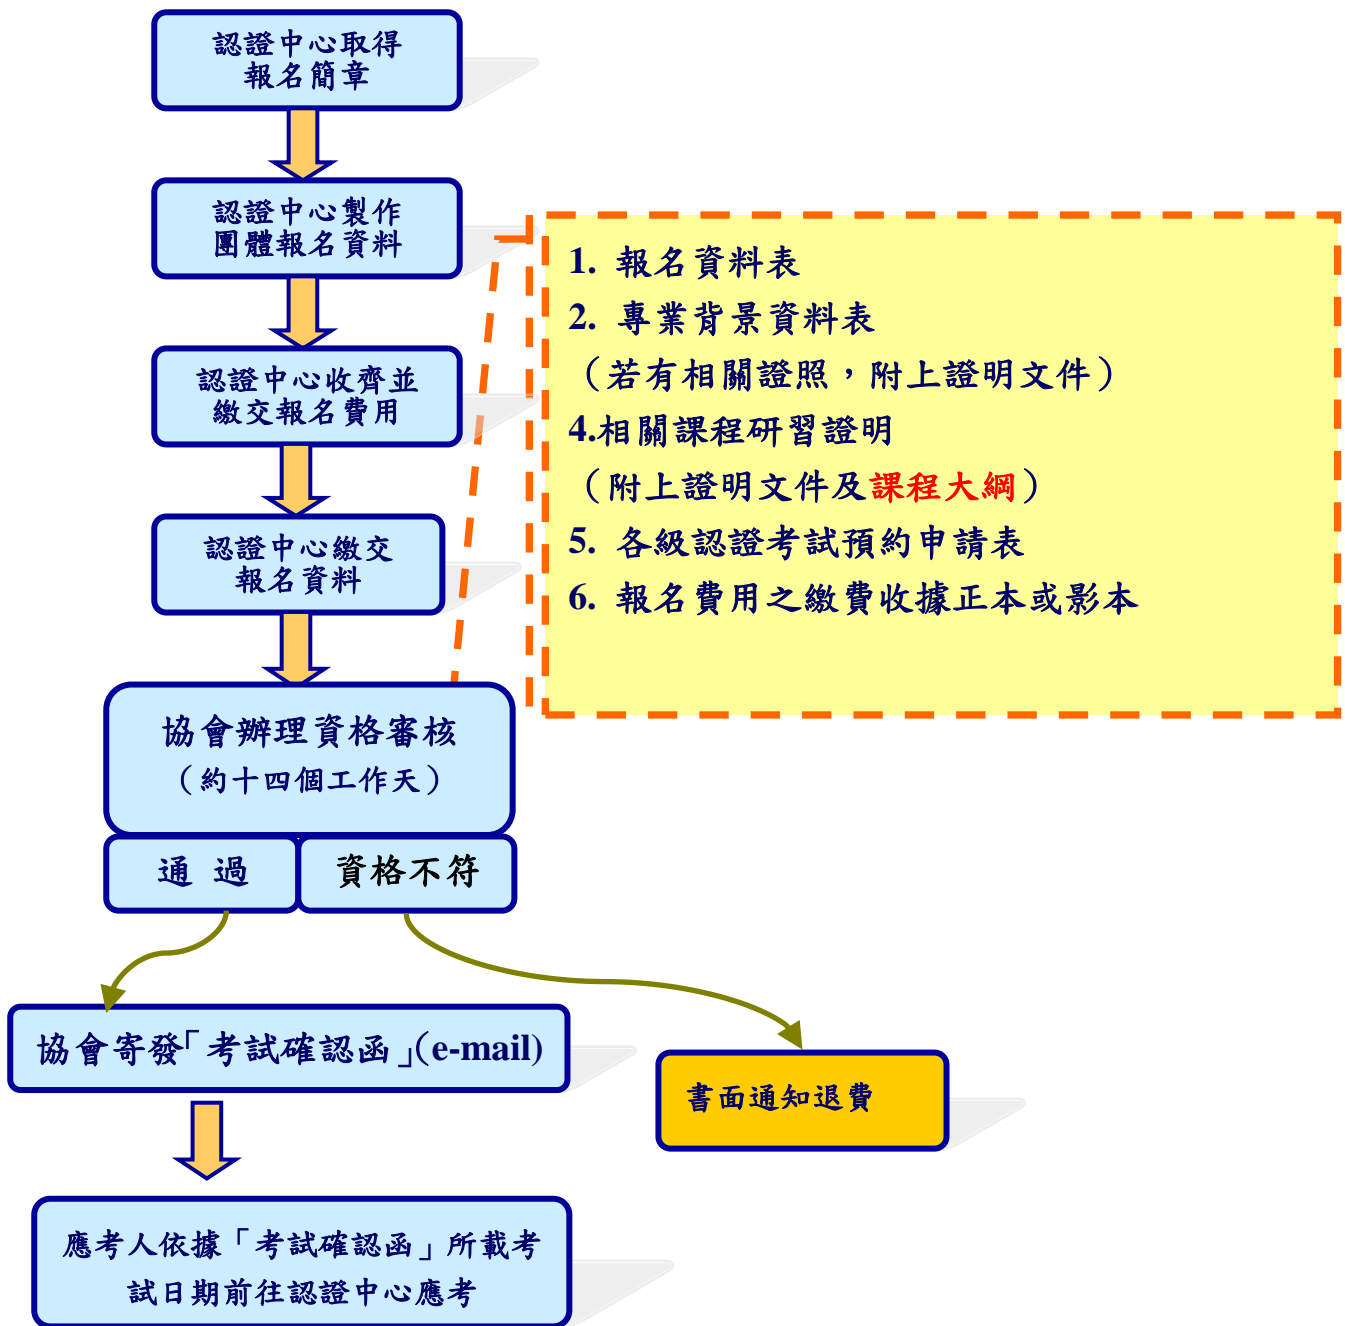 認證中心取得
報名簡章
認證中心製作
團體報名資料
認證中心收齊並
繳交報名費用
認證中心繳交
報名資料
1. 報名資料表
2. 專業背景資料表
（若有相關證照，附上證明文件）
4.相關課程研習證明
（附上證明文件及課程大綱）
5. 各級認證考試預約申請表
6. 報名費用之繳費收據正本或影本
協會辦理資格審核
（約十四個工作天）
通 過
資格不符
協會寄發「考試確認函」(e-mail)
書面通知退費
應考人依據「考試確認函」所載考
試日期前往認證中心應考